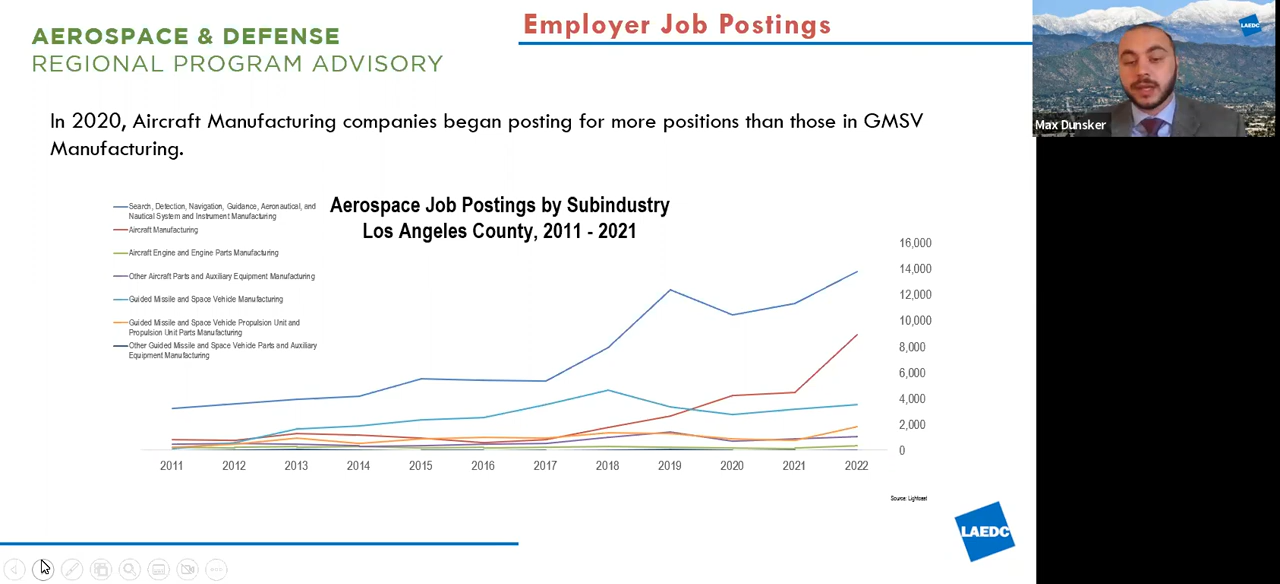 AEROSPACE & DEFENSE
REGIONAL PROGRAM ADVISORY
Employer Job Postings
In 2020, Aircraft Manufacturing companies began posting for more positions than those in GMSV
Manufacturing.
Aerospace Job Postings by Subindustry
Los Angeles County, 2011 - 2021
Search, Detection, Navigation, Guidance, Aeronautical, and
Nautical System and Instrument Manufacturing
Aircraft Manufacturing
Aircraft Engine and Engine Parts Manufacturing
Other Aircraft Parts and Auxiliary Equipment Manufacturing
Guided Missile and Space Vehicle Manufacturing
Guided Missile and Space Vehicle Propulsion Unit and
Propulsion Unit Parts Manufacturing
Other Guided Missile and Space Vehicle Parts and Auxiliary
Equipment Manufacturing
16,000
14,000
12,000
10,000
8,000
6,000
4,000
2,000
0
2011 2012 2013 2014 2015 2016 2017 2018 2019 2020 2021 2022
Source: Lightcast
LAEDC
LAEDC
Max Dunsker